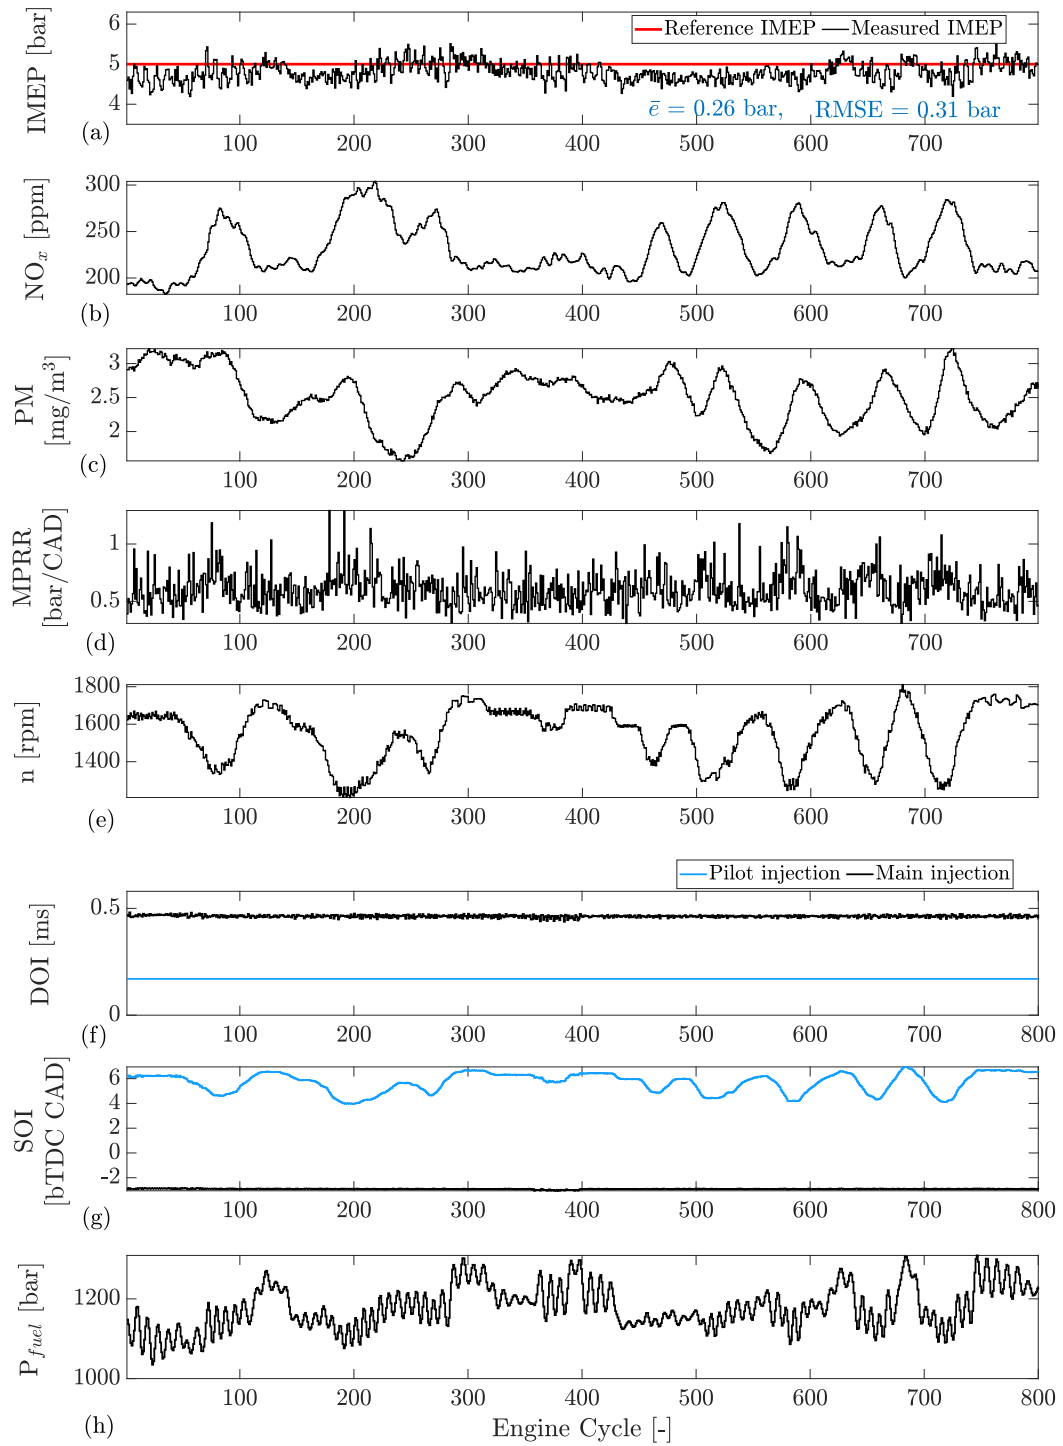 IMEP [bar]
6
5
4
Reference IMEP Measured IMEP
ē = 0.26 bar, RMSE = 0.31 bar
(a)
100 200 300 400 500 600 700
NOx [ppm]
300
250
200
(b)
100 200 300 400 500 600 700
PM
[mg/m³]
3
2.5
2
(c)
100 200 300 400 500 600 700
MPRR
[bar/CAD]
1
0.5
(d)
100 200 300 400 500 600 700
n [rpm]
1800
1600
1400
(e)
100 200 300 400 500 600 700
Pilot injection Main injection
DOI [ms]
0.5
0
(f)
100 200 300 400 500 600 700 800
SOI
[bTDC CAD]
6
4
2
0
-2
(g)
100 200 300 400 500 600 700 800
Pfuel [bar]
1200
1000
(h)
100 200 300 400 500 600 700 800
Engine Cycle [-]